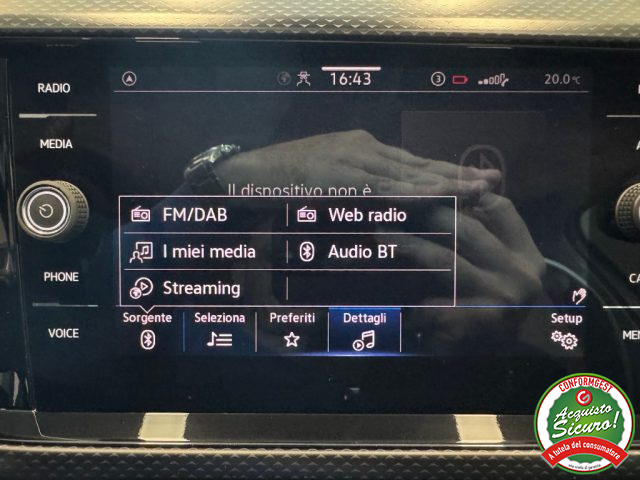 RADIO
16:43
3
20.0°C
MEDIA
Il dispositivo non è
FM/DAB
Web radio
I miei media
Audio BT
PHONE
Streaming
Sorgente
Seleziona
Preferiti
Dettagli
Setup
VOICE
CONFORMGEST
Acquisto
Sicuro!
A tutela del consumatore